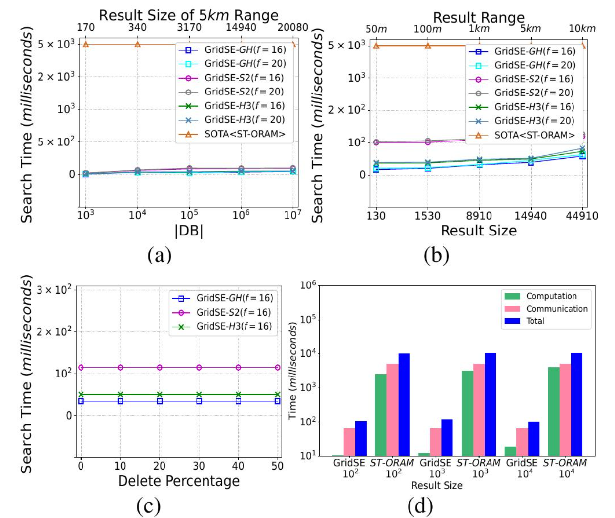 Result Size of 5km Range
170 340 3170 14940 20080
5 x 10³
2 x 10³
1 x 10³
5 x 10²
0
Search Time (milliseconds)
GridSE-GH(f = 16)
GridSE-GH(f = 20)
GridSE-S2(f = 16)
GridSE-S2(f = 20)
GridSE-H3(f = 16)
GridSE-H3(f = 20)
SOTA<ST-ORAM>
10³ 10⁴ 10⁵ 10⁶ 10⁷
|DB|
(a)
Result Range
50m 100m 1km 5km 10km
5 x 10³
2 x 10³
1 x 10³
2 x 10²
10²
0
Search Time (milliseconds)
GridSE-GH(f = 16)
GridSE-GH(f = 20)
GridSE-S2(f = 16)
GridSE-S2(f = 20)
GridSE-H3(f = 16)
GridSE-H3(f = 20)
SOTA<ST-ORAM>
130 1530 8910 14940 44910
Result Size
(b)
3 x 10²
2 x 10²
10²
0
Search Time (milliseconds)
GridSE-GH(f = 16)
GridSE-S2(f = 16)
GridSE-H3(f = 16)
0 10 20 30 40 50
Delete Percentage
(c)
10⁶
10⁵
10⁴
10³
10²
10¹
Time (milliseconds)
Computation
Communication
Total
GridSE ST-ORAM GridSE ST-ORAM GridSE ST-ORAM
10² 10² 10³ 10³ 10⁴ 10⁴
Result Size
(d)